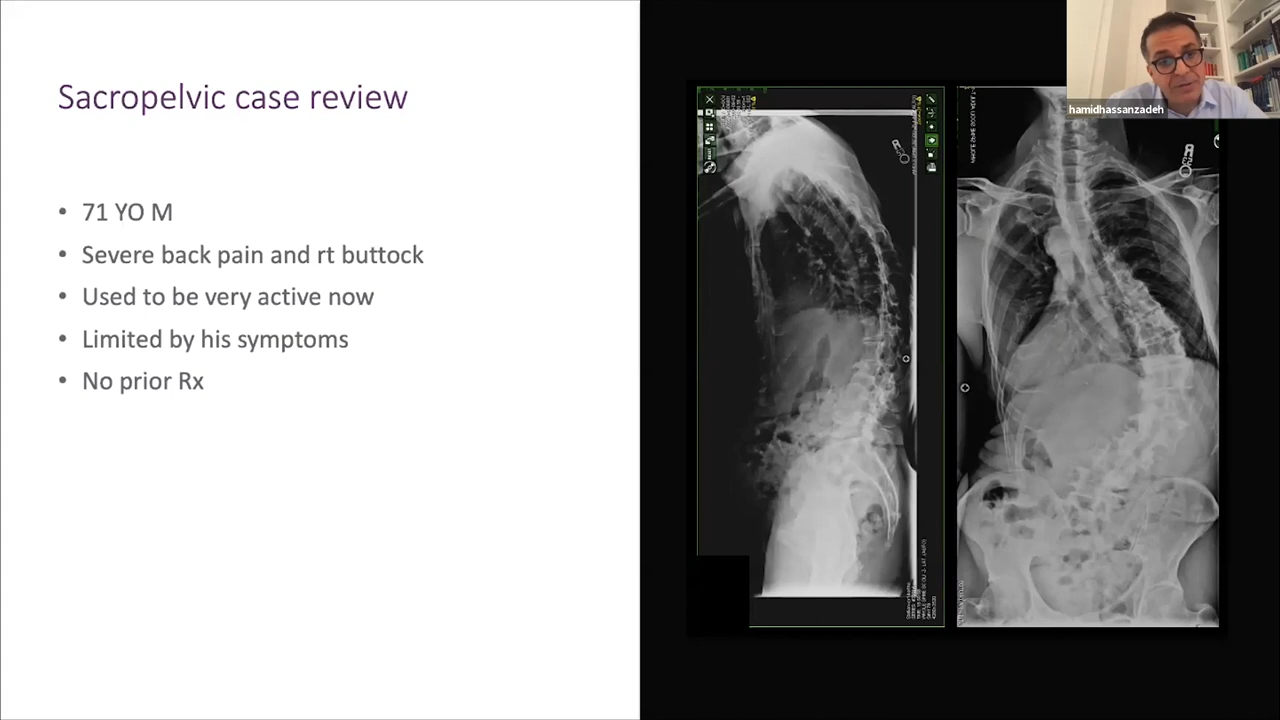 Sacropelvic case review
• 71 YO M
• Severe back pain and rt buttock
• Used to be very active now
• Limited by his symptoms
• No prior Rx
hamidhassanzadeh